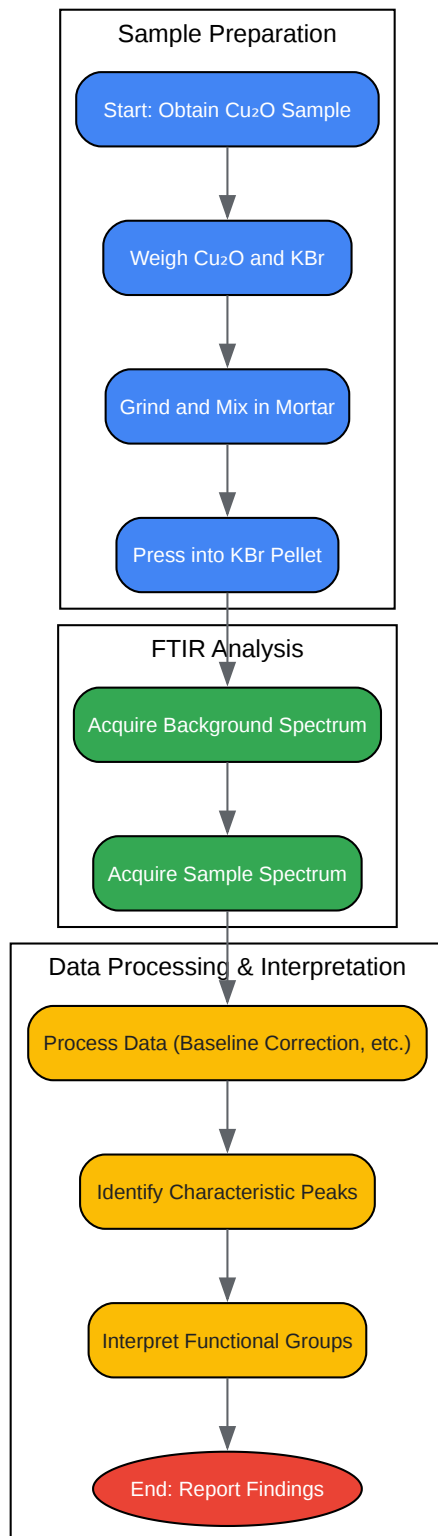 Sample Preparation
Start: Obtain Cu₂O Sample
Weigh Cu₂O and KBr
Grind and Mix in Mortar
Press into KBr Pellet
FTIR Analysis
Acquire Background Spectrum
Acquire Sample Spectrum
Data Processing & Interpretation
Process Data (Baseline Correction, etc.)
Identify Characteristic Peaks
Interpret Functional Groups
End: Report Findings